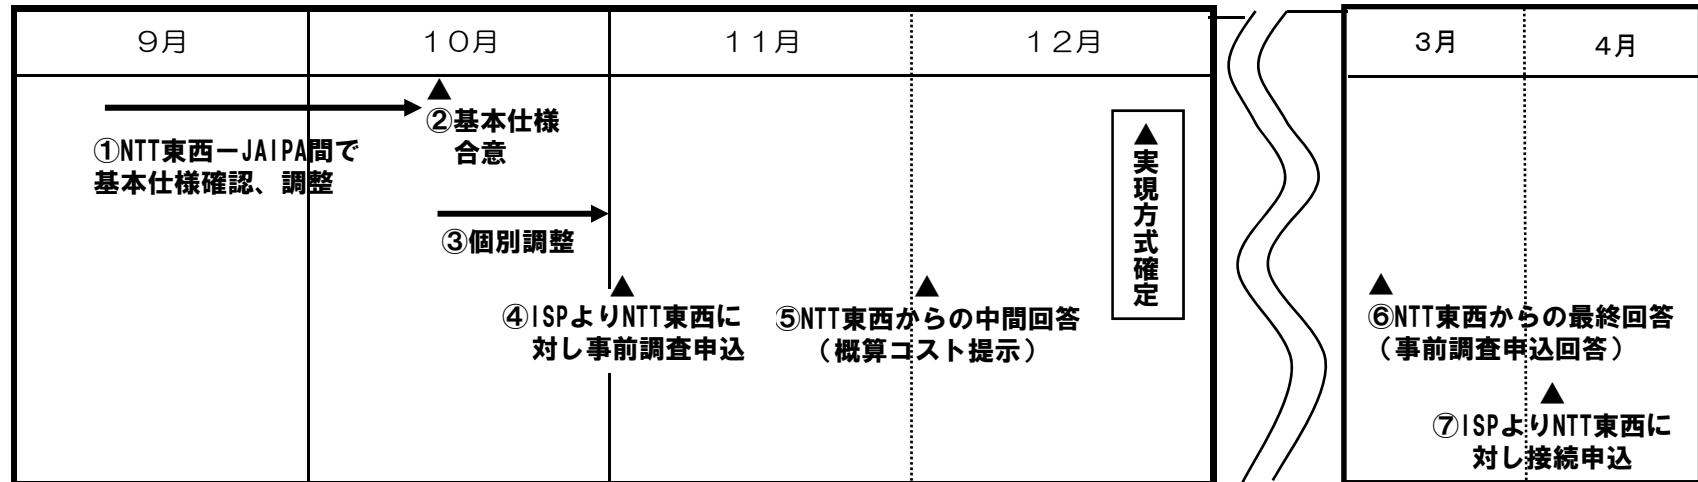 9月
10月
11月
12月
3月
4月
①NTT東西ーJAIPA間で
基本仕様確認、調整
▲
②基本仕様
合意
③個別調整
▲
④ISPよりNTT東西に
対し事前調査申込
▲
⑤NTT東西からの中間回答
（概算コスト提示）
▲実現方式確定
▲
⑥NTT東西からの最終回答
（事前調査申込回答）
▲
⑦ISPよりNTT東西に
対し接続申込